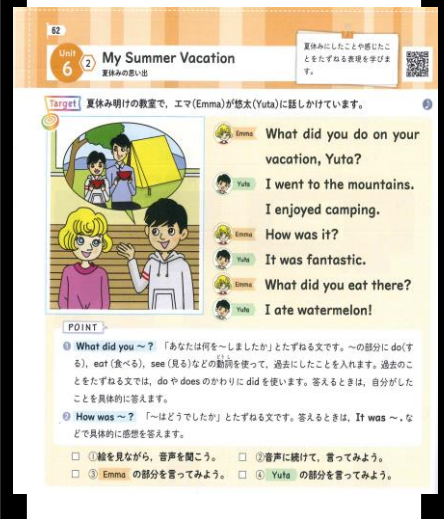 62
Unit
6
2
My Summer Vacation
夏休みの思い出
夏休みにしたことや感じたこ
とをたずねる表現を学びま
す。
Target 夏休み明けの教室で，エマ(Emma)が悠太(Yuta)に話しかけています。
Emma What did you do on your
vacation, Yuta?
Yuta I went to the mountains.
I enjoyed camping.
Emma How was it?
Yuta It was fantastic.
Emma What did you eat there?
Yuta I ate watermelon!
POINT
❶ What did you ～ ? 「あなたは何を～しましたか」とたずねる文です。～の部分に do(す
る)，eat (食べる)，see (見る)などの動詞を使って，過去にしたことを入れます。過去のこ
とをたずねる文では，do や does のかわりに did を使います。答えるときは，自分がした
ことを具体的に答えます。
❷ How was ～ ? 「～はどうでしたか」とたずねる文です。答えるときは，It was ～ . な
どで具体的に感想を答えます。
□ ①絵を見ながら，音声を聞こう。 □ ②音声に続けて，言ってみよう。
□ ③ Emma の部分を言ってみよう。 □ ④ Yuta の部分を言ってみよう。